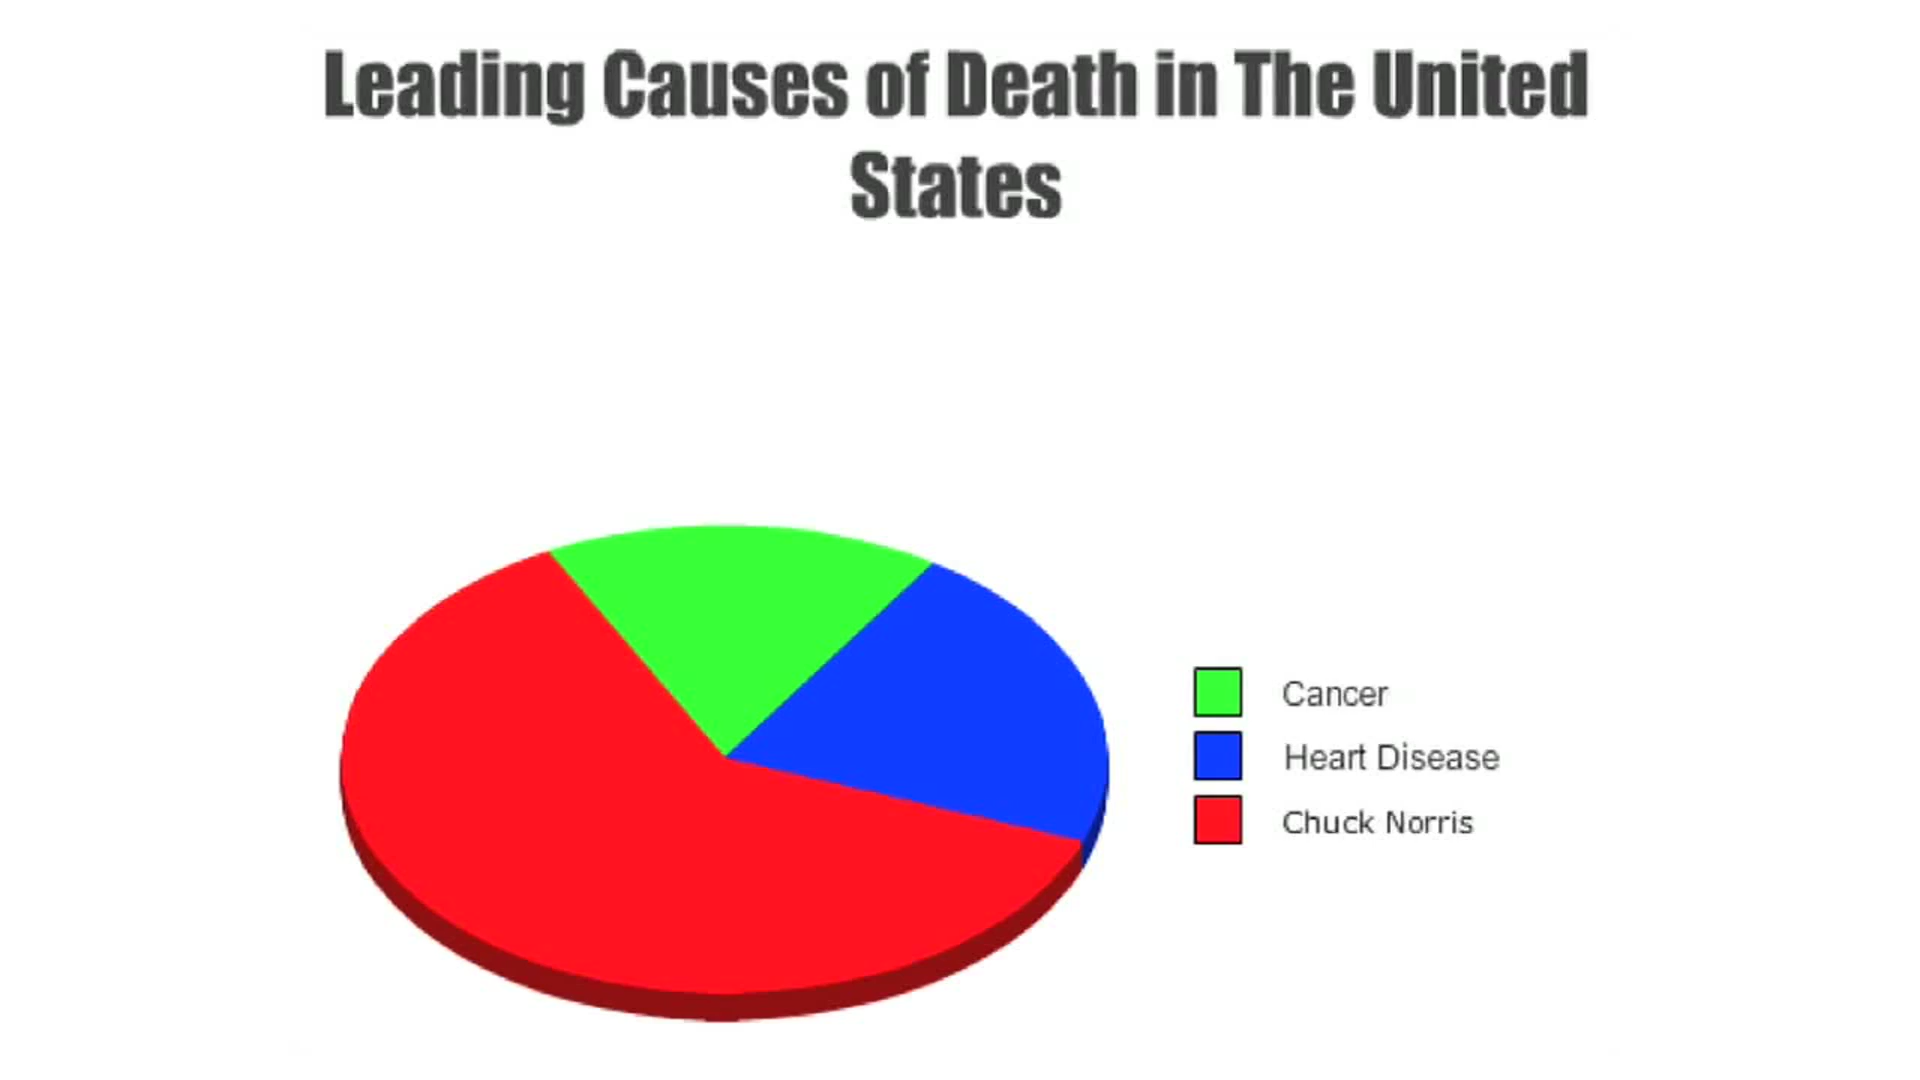 Leading Causes of Death in The United
States
Cancer
Heart Disease
Chuck Norris